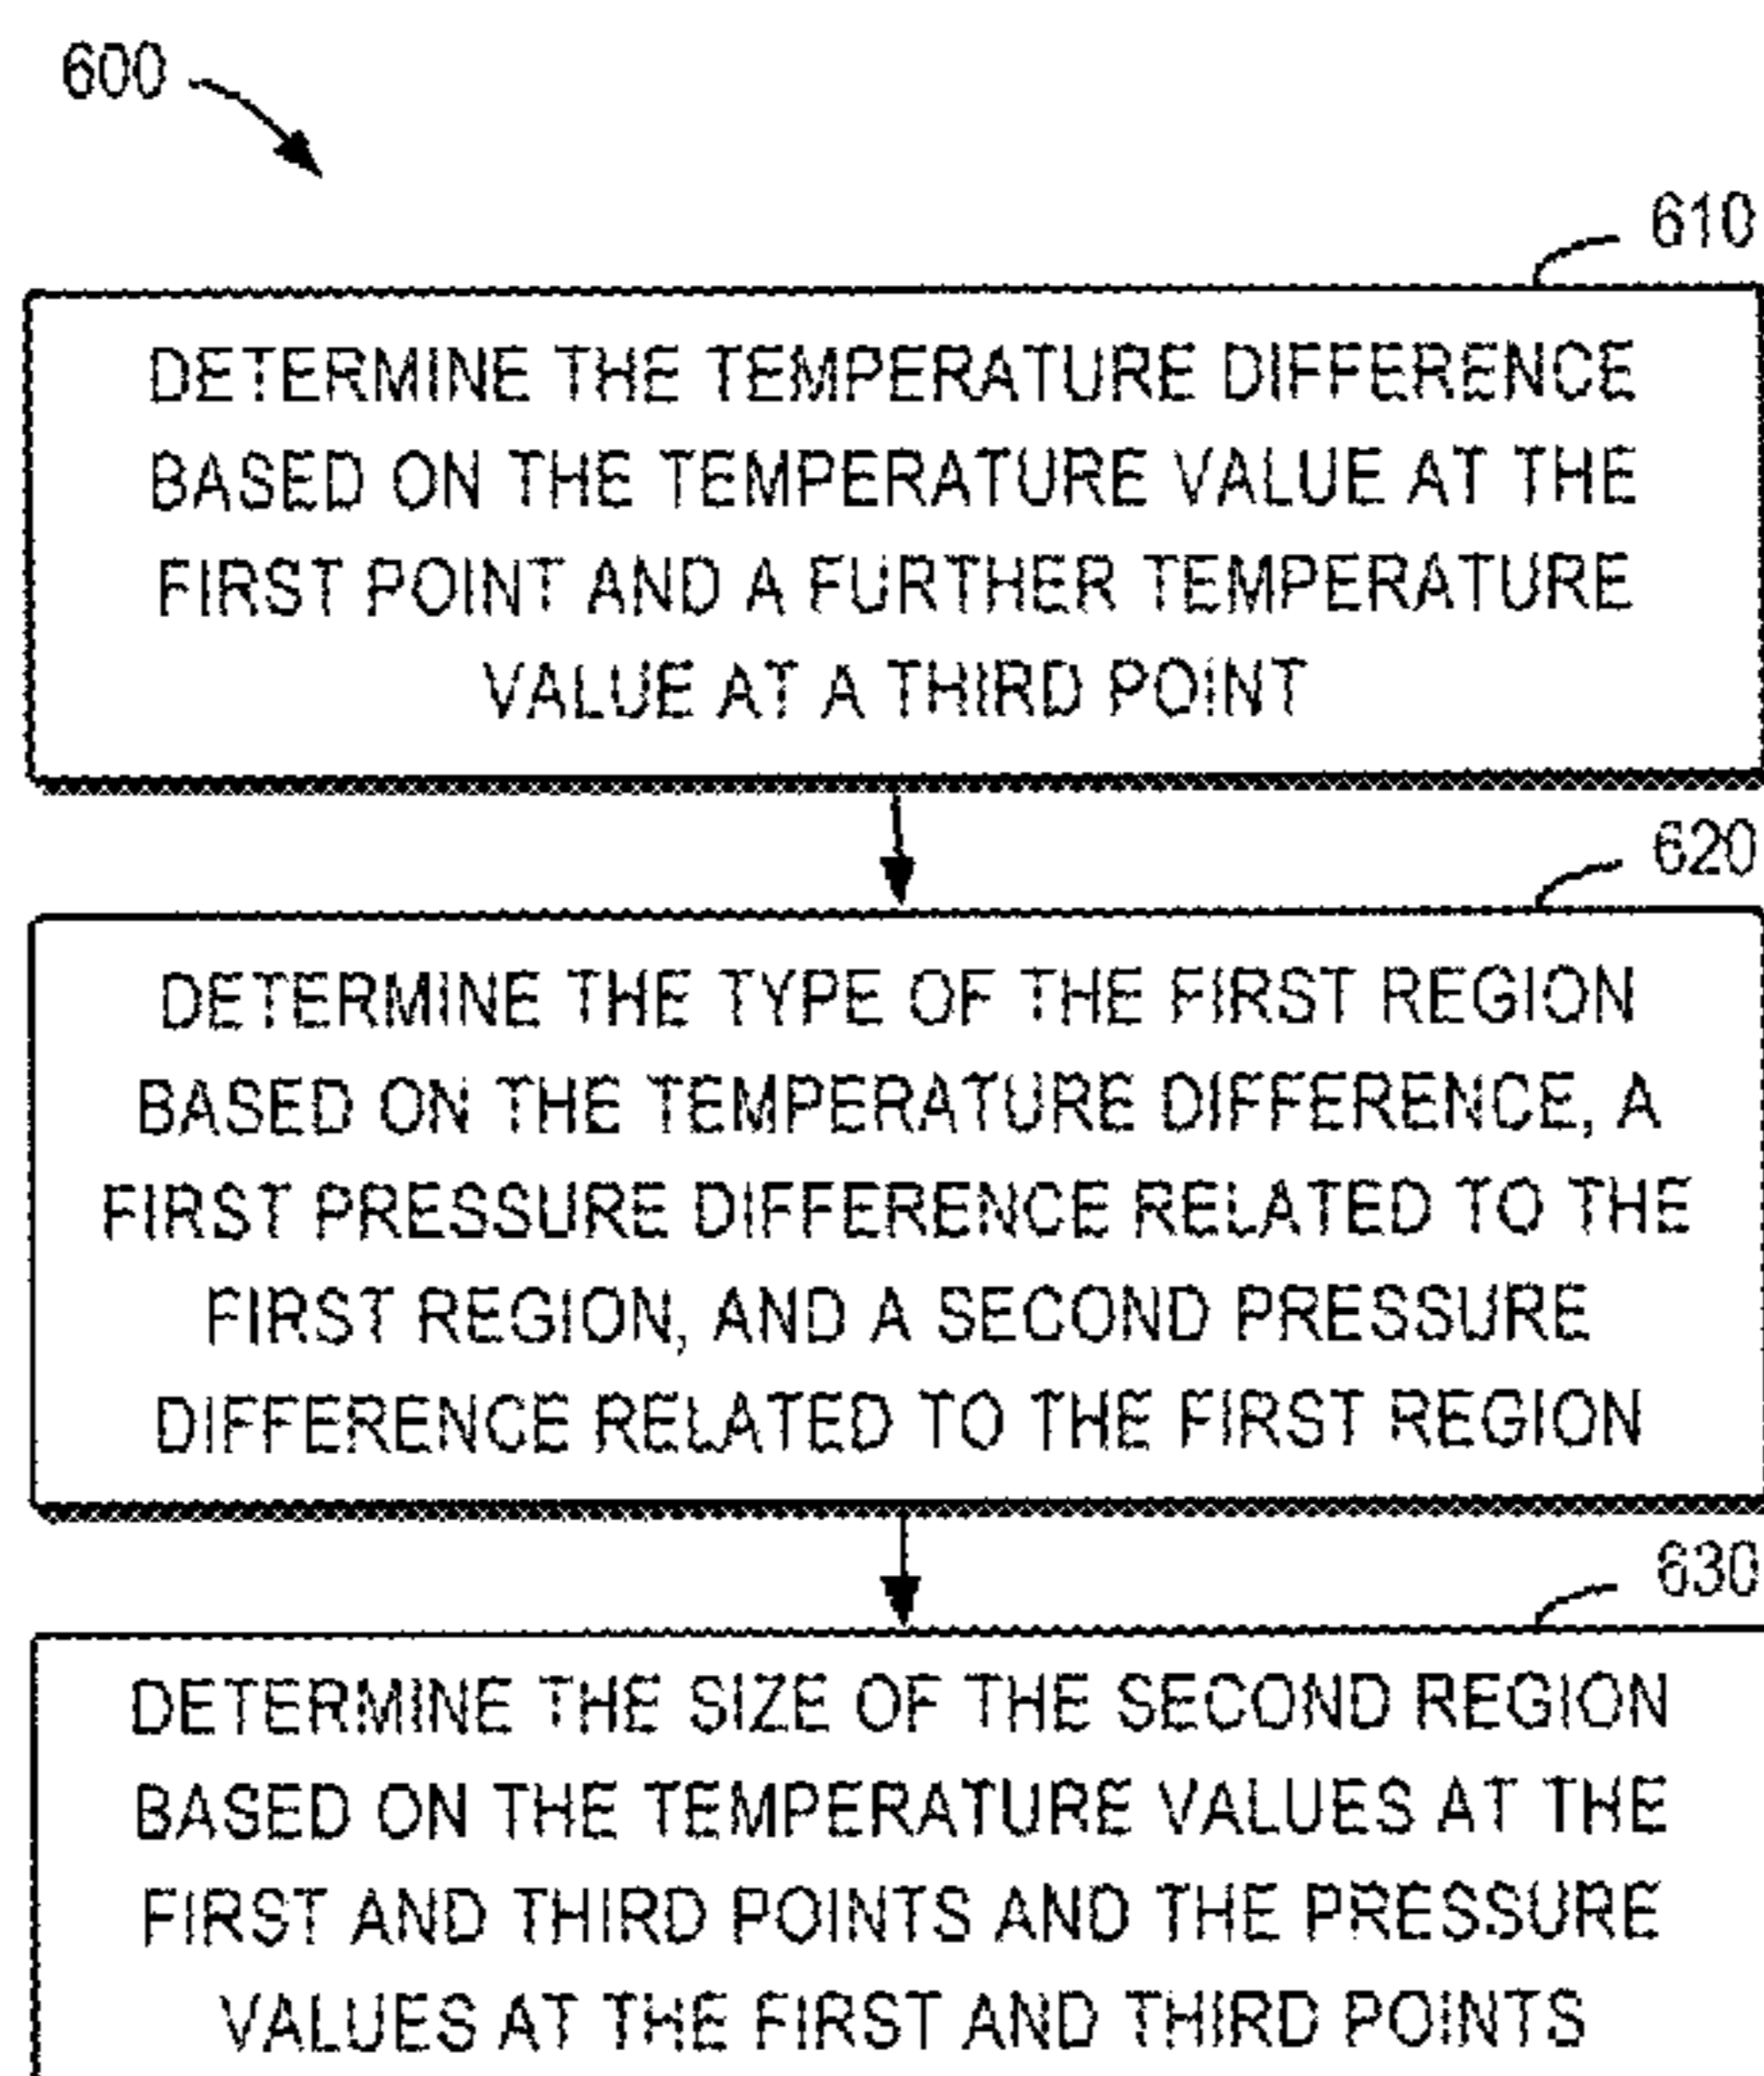 600
610
DETERMINE THE TEMPERATURE DIFFERENCE
BASED ON THE TEMPERATURE VALUE AT THE
FIRST POINT AND A FURTHER TEMPERATURE
VALUE AT A THIRD POINT
620
DETERMINE THE TYPE OF THE FIRST REGION
BASED ON THE TEMPERATURE DIFFERENCE, A
FIRST PRESSURE DIFFERENCE RELATED TO THE
FIRST REGION, AND A SECOND PRESSURE
DIFFERENCE RELATED TO THE FIRST REGION
630
DETERMINE THE SIZE OF THE SECOND REGION
BASED ON THE TEMPERATURE VALUES AT THE
FIRST AND THIRD POINTS AND THE PRESSURE
VALUES AT THE FIRST AND THIRD POINTS